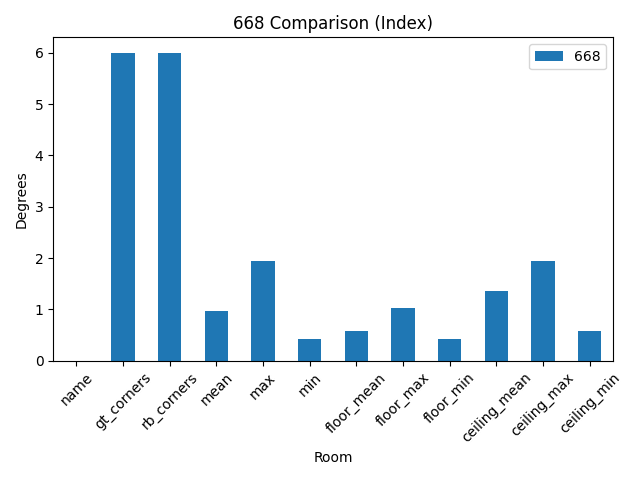 668 Comparison (Index)
668
Degrees
6
5
4
3
2
1
0
name
gt_corners
rb_corners
mean
max
min
floor_mean
floor_max
floor_min
ceiling_mean
ceiling_max
ceiling_min
Room